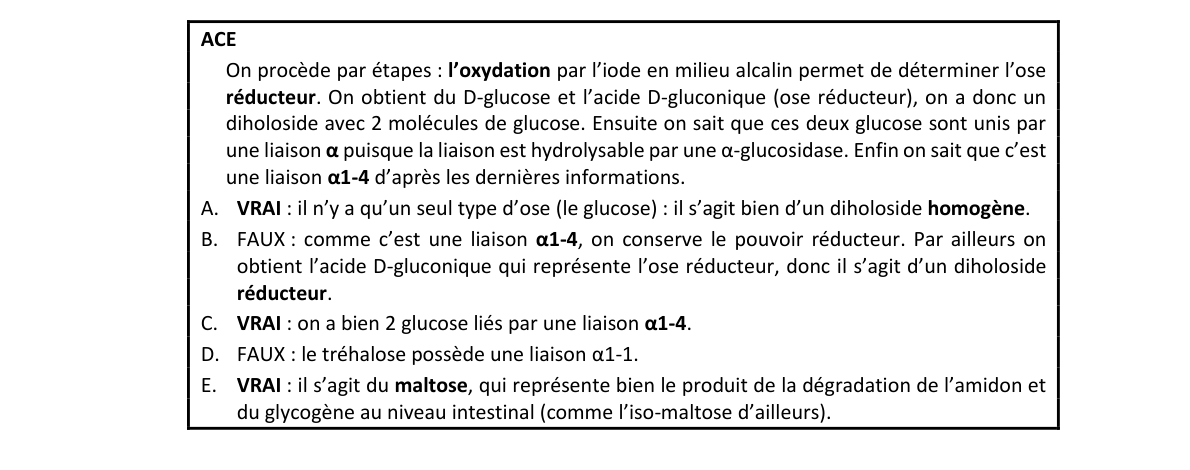 ACE
On procède par étapes : l’oxydation par l’iode en milieu alcalin permet de déterminer l’ose
réducteur. On obtient du D-glucose et l’acide D-gluconique (ose réducteur), on a donc un
diholoside avec 2 molécules de glucose. Ensuite on sait que ces deux glucose sont unis par
une liaison α puisque la liaison est hydrolysable par une α-glucosidase. Enfin on sait que c’est
une liaison α1-4 d’après les dernières informations.
A. VRAI : il n’y a qu’un seul type d’ose (le glucose) : il s’agit bien d’un diholoside homogène.
B. FAUX : comme c’est une liaison α1-4, on conserve le pouvoir réducteur. Par ailleurs on
obtient l’acide D-gluconique qui représente l’ose réducteur, donc il s’agit d’un diholoside
réducteur.
C. VRAI : on a bien 2 glucose liés par une liaison α1-4.
D. FAUX : le tréhalose possède une liaison α1-1.
E. VRAI : il s’agit du maltose, qui représente bien le produit de la dégradation de l’amidon et
du glycogène au niveau intestinal (comme l’iso-maltose d’ailleurs).